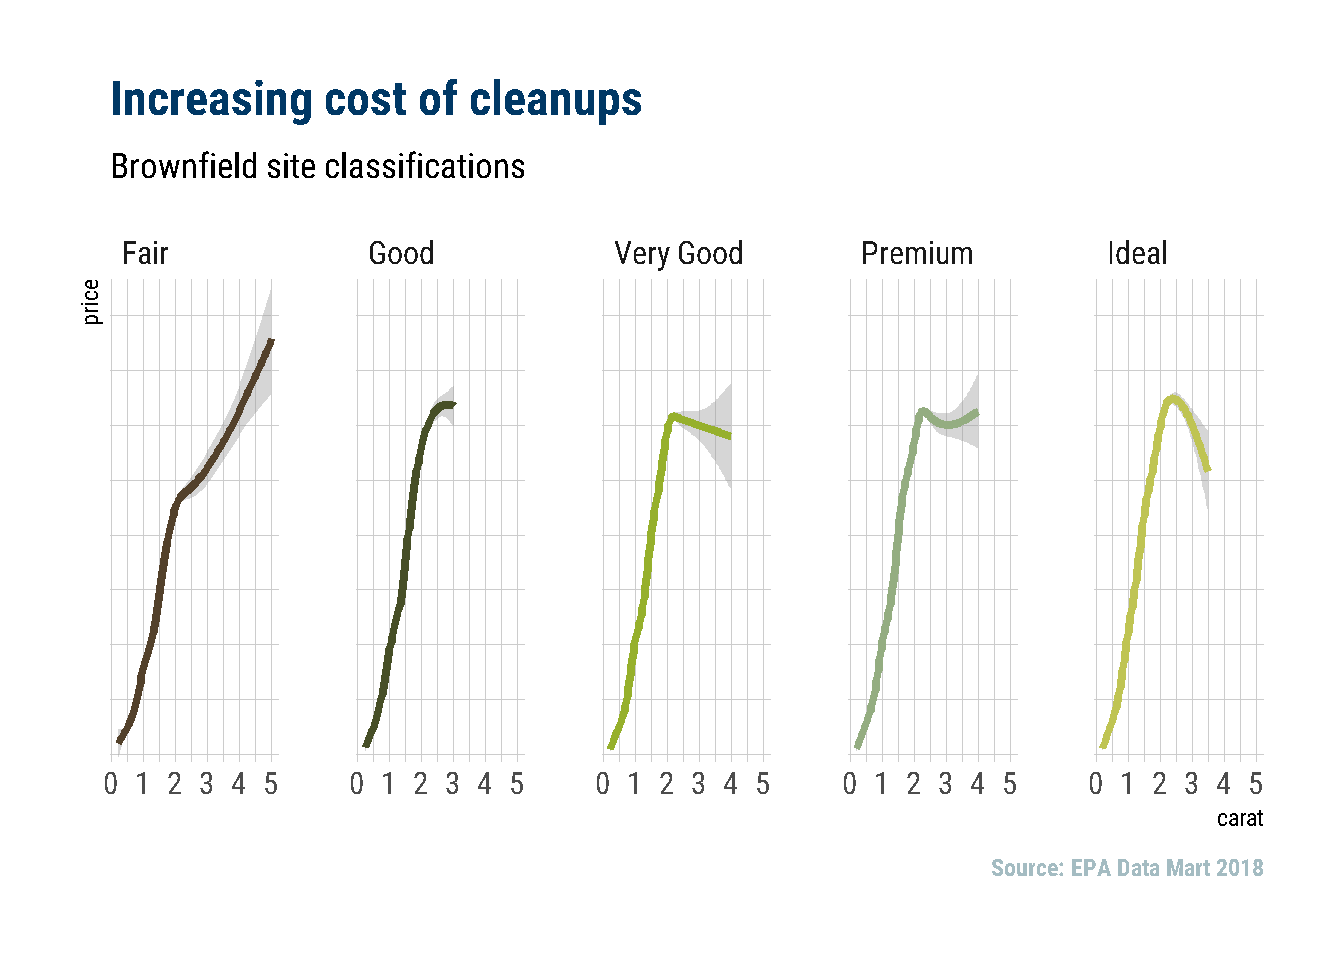 Increasing cost of cleanups
Brownfield site classifications
Fair Good Very Good Premium Ideal
price
0 1 2 3 4 5 0 1 2 3 4 5 0 1 2 3 4 5 0 1 2 3 4 5 0 1 2 3 4 5
carat
Source: EPA Data Mart 2018